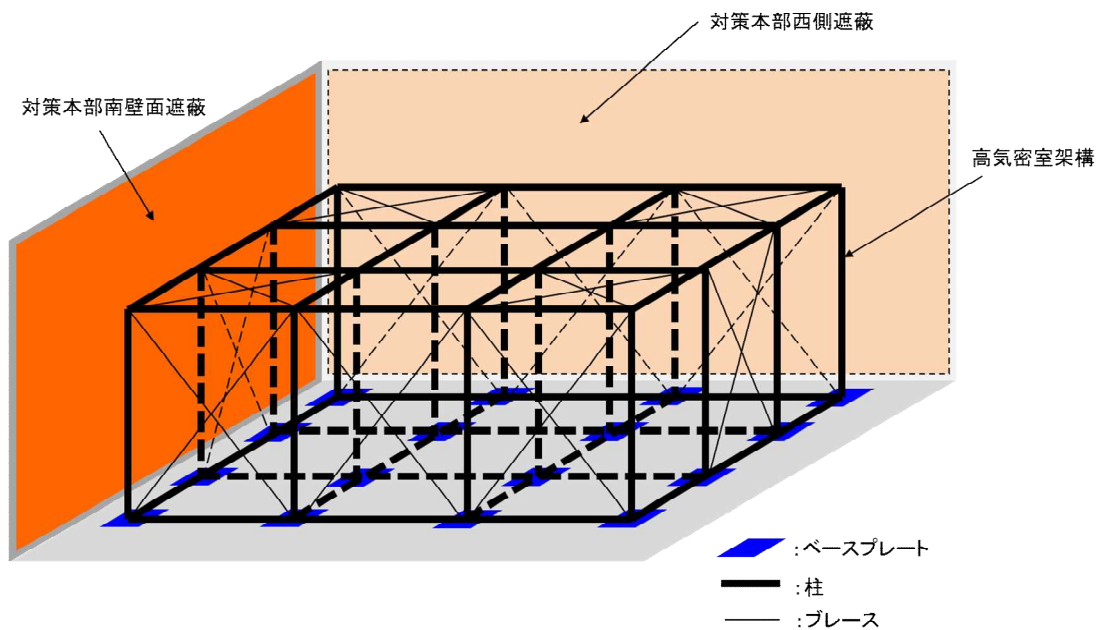 対策本部西側遮蔽
対策本部南壁面遮蔽
高気密室架構
：ベースプレート
：柱
：ブレース